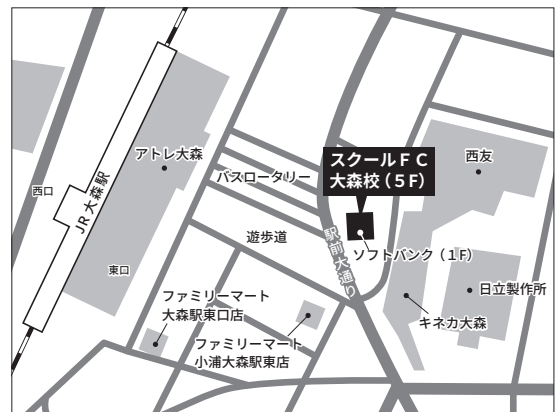 アトレ大森
西口
JR大森駅
東口
バスロータリー
遊歩道
スクールＦＣ
大森校（５Ｆ）
西友
ソフトバンク（１F）
駅前大通り
日立製作所
キネカ大森
ファミリーマート
大森駅東口店
ファミリーマート
小浦大森駅東店